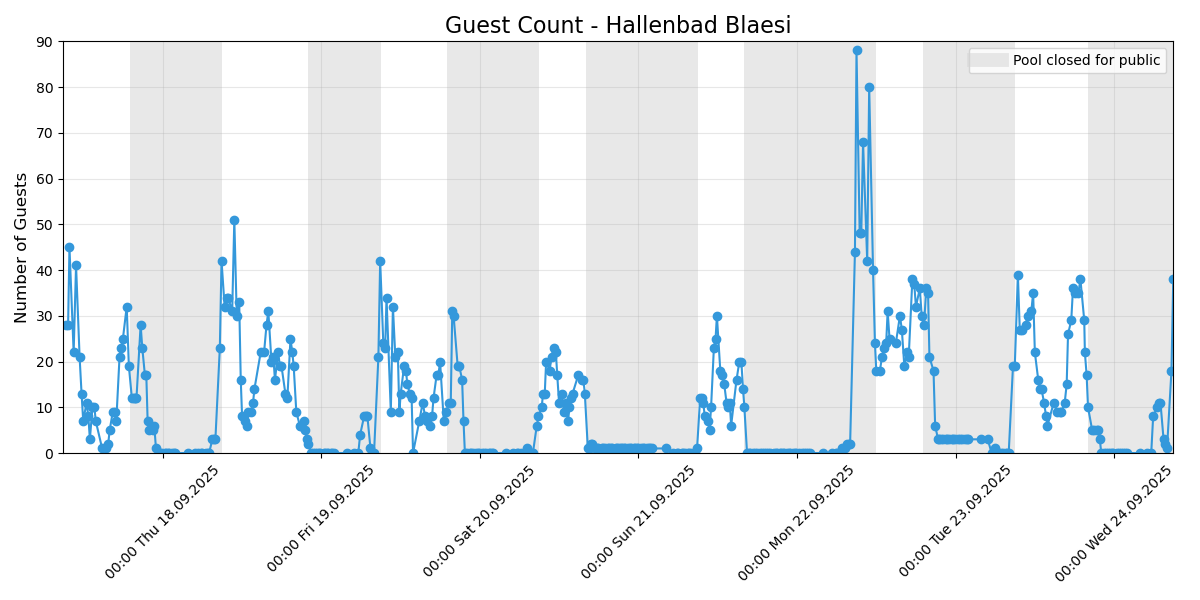 Guest Count - Hallenbad Blaesi
Pool closed for public
Number of Guests
90
80
70
60
50
40
30
20
10
0
00:00 Thu 18.09.2025
00:00 Fri 19.09.2025
00:00 Sat 20.09.2025
00:00 Sun 21.09.2025
00:00 Mon 22.09.2025
00:00 Tue 23.09.2025
00:00 Wed 24.09.2025